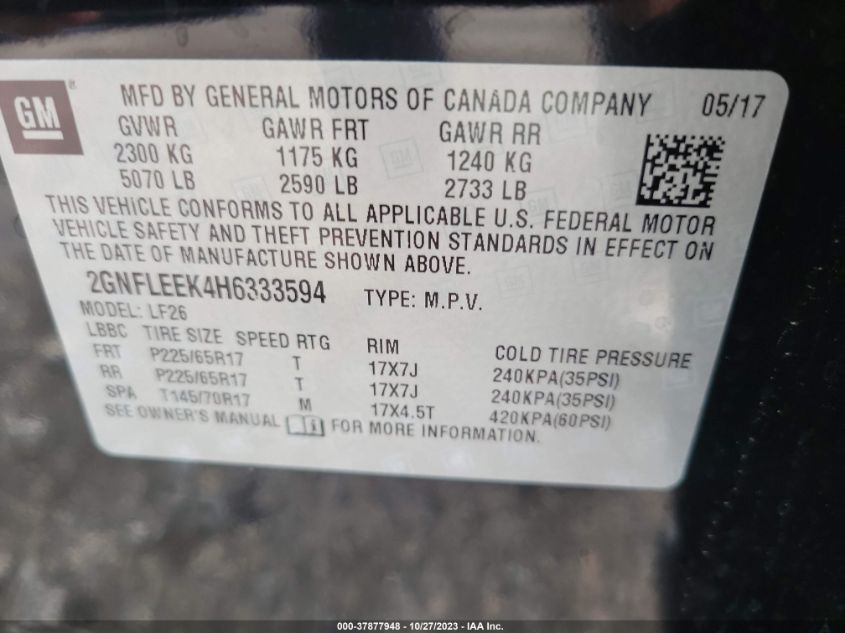 GM
MFD BY GENERAL MOTORS OF CANADA COMPANY 05/17
GVWR GAWR FRT GAWR RR
2300 KG 1175 KG 1240 KG
5070 LB 2590 LB 2733 LB
THIS VEHICLE CONFORMS TO ALL APPLICABLE U.S. FEDERAL MOTOR
VEHICLE SAFETY AND THEFT PREVENTION STANDARDS IN EFFECT ON
THE DATE OF MANUFACTURE SHOWN ABOVE.
2GNFLEEK4H6333594 TYPE: M.P.V.
MODEL: LF26
LBBC TIRE SIZE SPEED RTG RIM COLD TIRE PRESSURE
FRT P225/65R17 T 17X7J 240KPA(35PSI)
RR P225/65R17 T 17X7J 240KPA(35PSI)
SPA T145/70R17 M 17X4.5T 420KPA(60PSI)
SEE OWNER'S MANUAL FOR MORE INFORMATION.
000-37877948 - 10/27/2023 - IAA Inc.